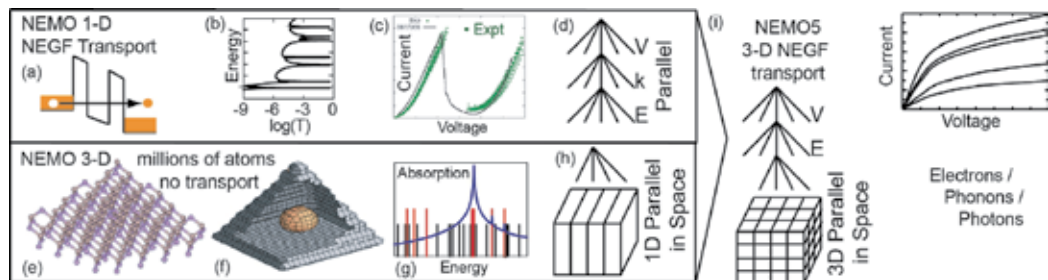 NEMO 1-D
NEGF Transport
(a)
(b)
Energy
-9 -6 -3 0
log(T)
(c)
Expt
Current
Voltage
(d)
V
k
E
Parallel
NEMO 3-D
millions of atoms
no transport
(e)
(f)
Absorption
(g)
Energy
(h)
1D Parallel
in Space
(i)
NEMO5
3-D NEGF
transport
V
E
3D Parallel
in Space
Current
Voltage
Electrons /
Phonons /
Photons